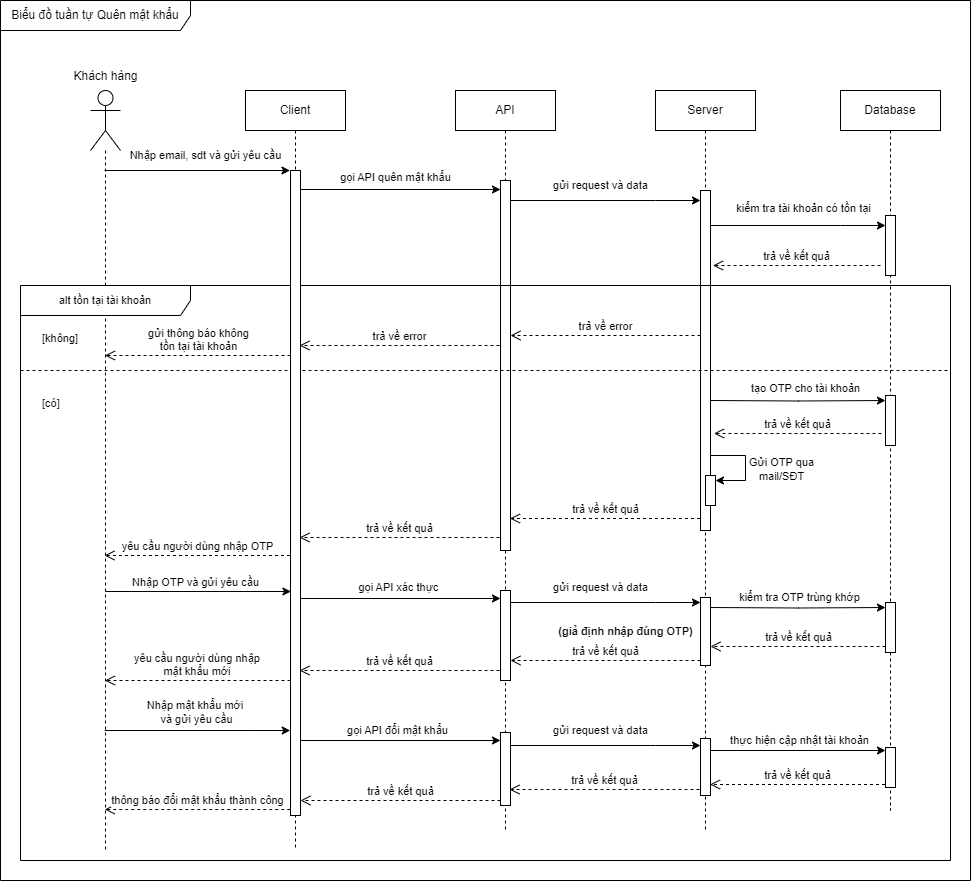 Biểu đồ tuần tự Quên mật khẩu
Khách hàng
Client
API
Server
Database
Nhập email, sdt và gửi yêu cầu
gọi API quên mật khẩu
gửi request và data
kiểm tra tài khoản có tồn tại
trả về kết quả
alt tồn tại tài khoản
[không]
gửi thông báo không
tồn tại tài khoản
trả về error
trả về error
[có]
tạo OTP cho tài khoản
trả về kết quả
Gửi OTP qua
mail/SĐT
trả về kết quả
trả về kết quả
yêu cầu người dùng nhập OTP
Nhập OTP và gửi yêu cầu
gọi API xác thực
gửi request và data
kiểm tra OTP trùng khớp
(giả định nhập đúng OTP)
trả về kết quả
trả về kết quả
trả về kết quả
yêu cầu người dùng nhập
mật khẩu mới
Nhập mật khẩu mới
và gửi yêu cầu
gọi API đổi mật khẩu
gửi request và data
thực hiện cập nhật tài khoản
trả về kết quả
trả về kết quả
trả về kết quả
thông báo đổi mật khẩu thành công